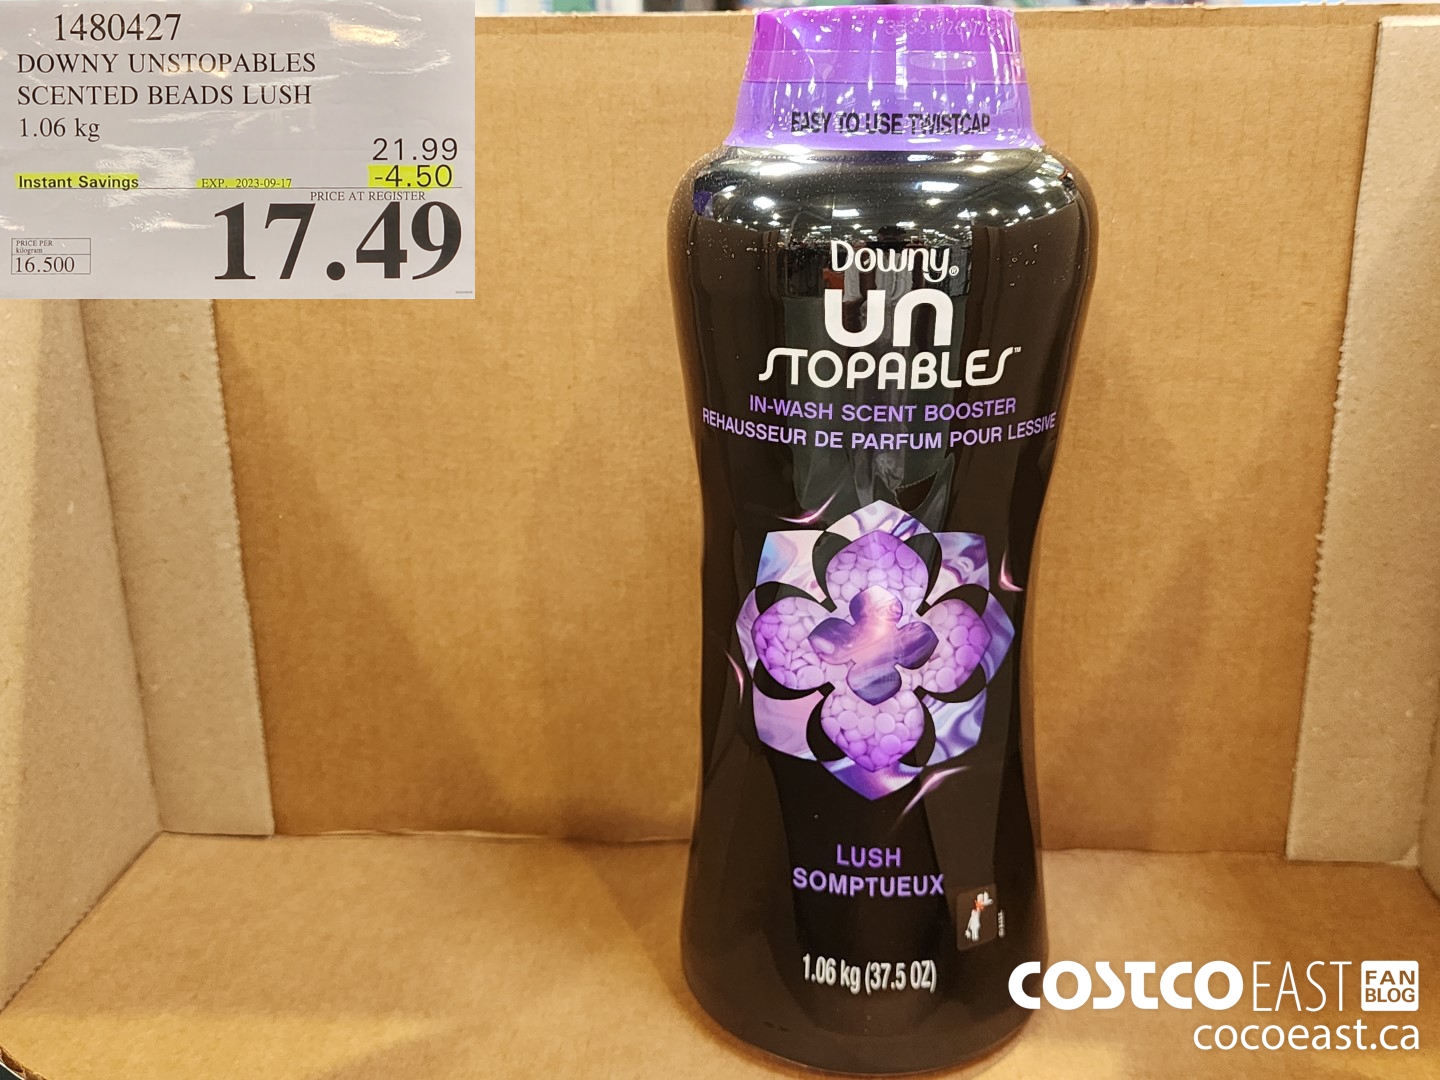 1480427
DOWNY UNSTOPABLES
SCENTED BEADS LUSH
1.06 kg
21.99
Instant Savings EXP. 2023-09-17 -4.50
PRICE AT REGISTER
17.49
PRICE PER
kilogram
16.500
EASY TO USE TWISTCAP
Downy®
UN
STOPABLES™
IN-WASH SCENT BOOSTER
REHAUSSEUR DE PARFUM POUR LESSIVE
LUSH
SOMPTUEUX
1.06 kg (37.5 OZ)
COSTCO EAST FAN BLOG
cocoeast.ca